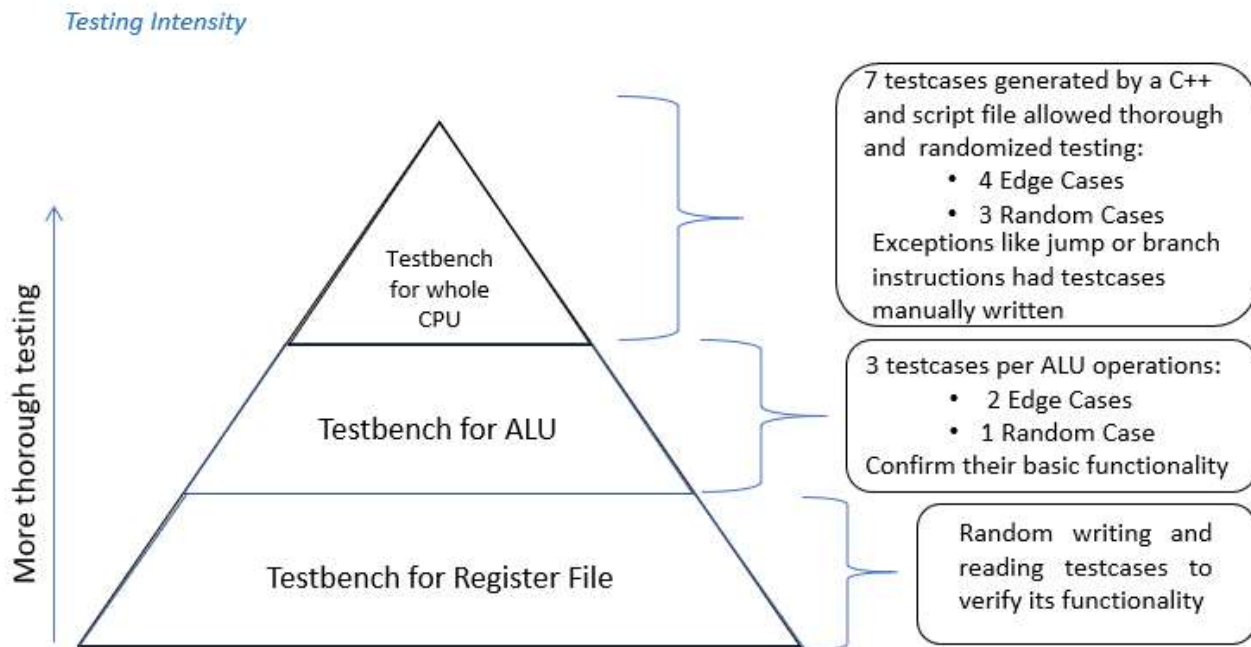 Testing Intensity
More thorough testing
Testbench
for whole
CPU
Testbench for ALU
Testbench for Register File
7 testcases generated by a C++
and script file allowed thorough
and randomized testing:
• 4 Edge Cases
• 3 Random Cases
Exceptions like jump or branch
instructions had testcases
manually written
3 testcases per ALU operations:
• 2 Edge Cases
• 1 Random Case
Confirm their basic functionality
Random writing and
reading testcases to
verify its functionality